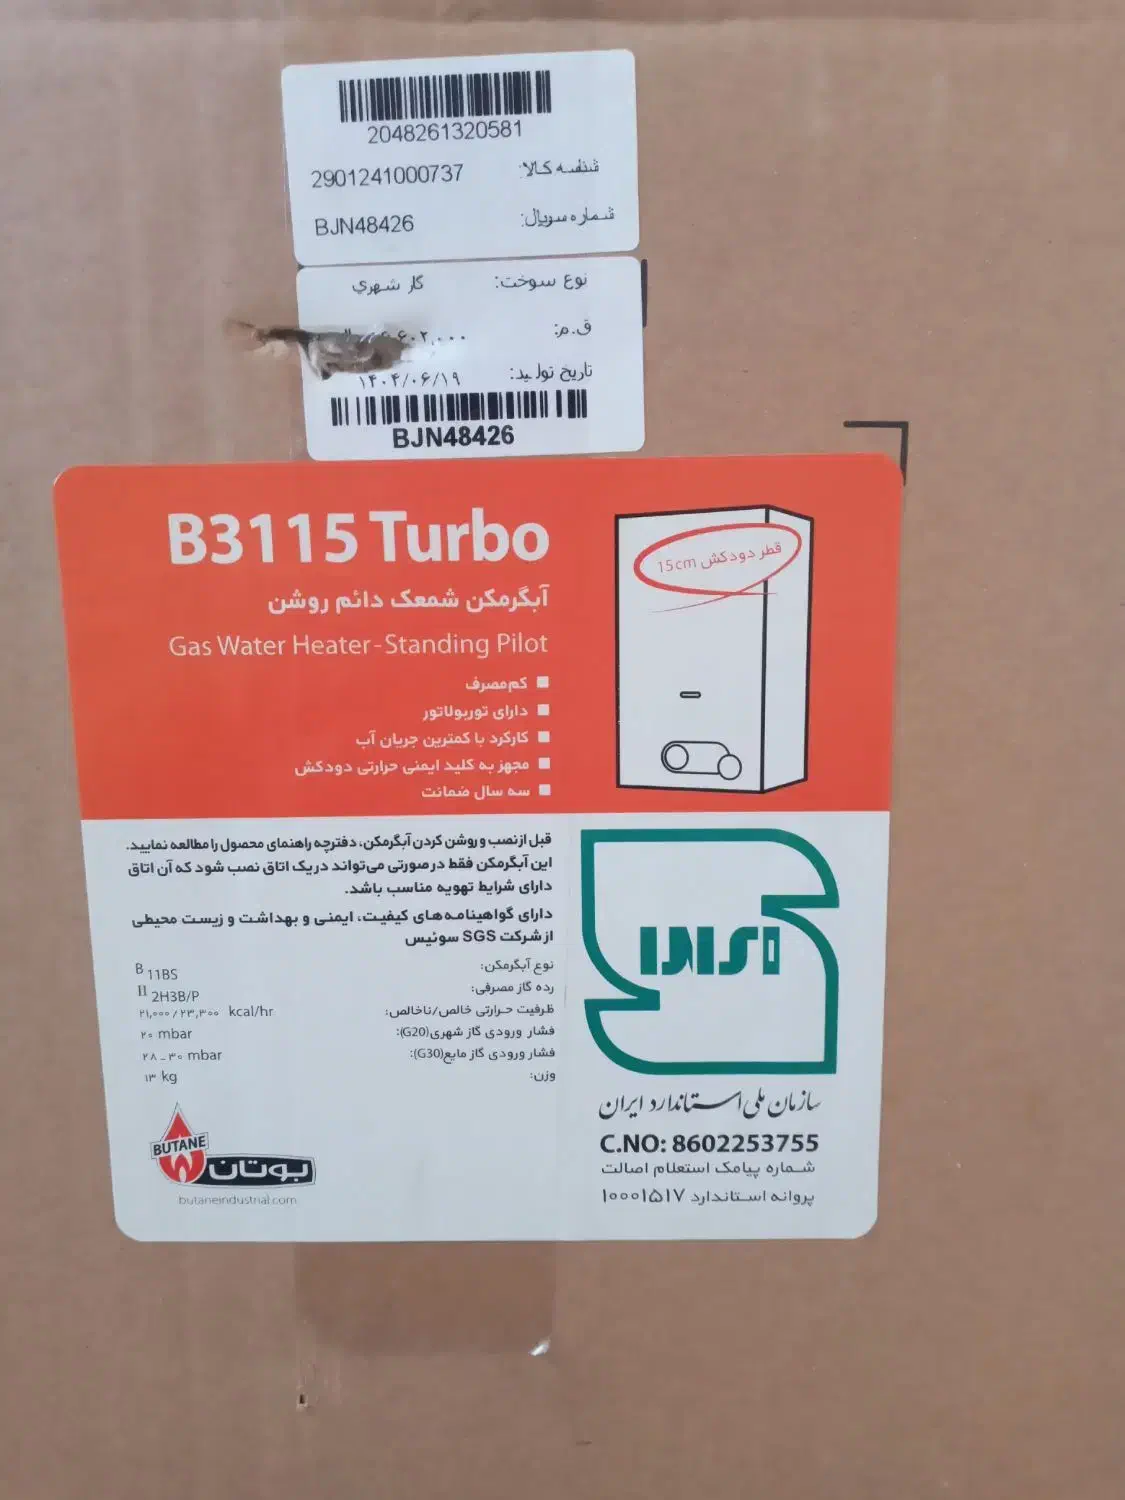 2048261320581
شناسه کالا: 2901241000737
شماره سریال: BJN48426
نوع سوخت: گاز شهري
ق.م:
تاریخ تولید: ۱۴۰۴/۰۶/۱۹
BJN48426
B3115 Turbo
آبگرمکن شمعک دائم روشن
Gas Water Heater-Standing Pilot
کم‌مصرف
دارای توربولاتور
کارکرد با کمترین جریان آب
مجهز به کلید ایمنی حرارتی دودکش
سه سال ضمانت
قطر دودکش 15cm
قبل از نصب و روشن کردن آبگرمکن، دفترچه راهنمای محصول را مطالعه نمایید.
این آبگرمکن فقط در صورتی می‌تواند در یک اتاق نصب شود که آن اتاق
دارای شرایط تهویه مناسب باشد.
دارای گواهینامه‌های کیفیت، ایمنی و بهداشت و زیست محیطی
از شرکت SGS سوئیس
نوع آبگرمکن: B 11BS
رده گاز مصرفی: II 2H3B/P
ظرفیت حرارتی خالص/ناخالص: ۲۱,۰۰۰ / ۲۳,۳۰۰ kcal/hr
فشار ورودی گاز شهری(G20): ۲۰ mbar
فشار ورودی گاز مایع(G30): ۲۸ _ ۳۰ mbar
وزن: ۱۳ kg
BUTANE
بوتان
butaneindustrial.com
سازمان ملی استاندارد ایران
C.NO: 8602253755
شماره پیامک استعلام اصالت
پروانه استاندارد ۱۰۰۰۱۵۱۷